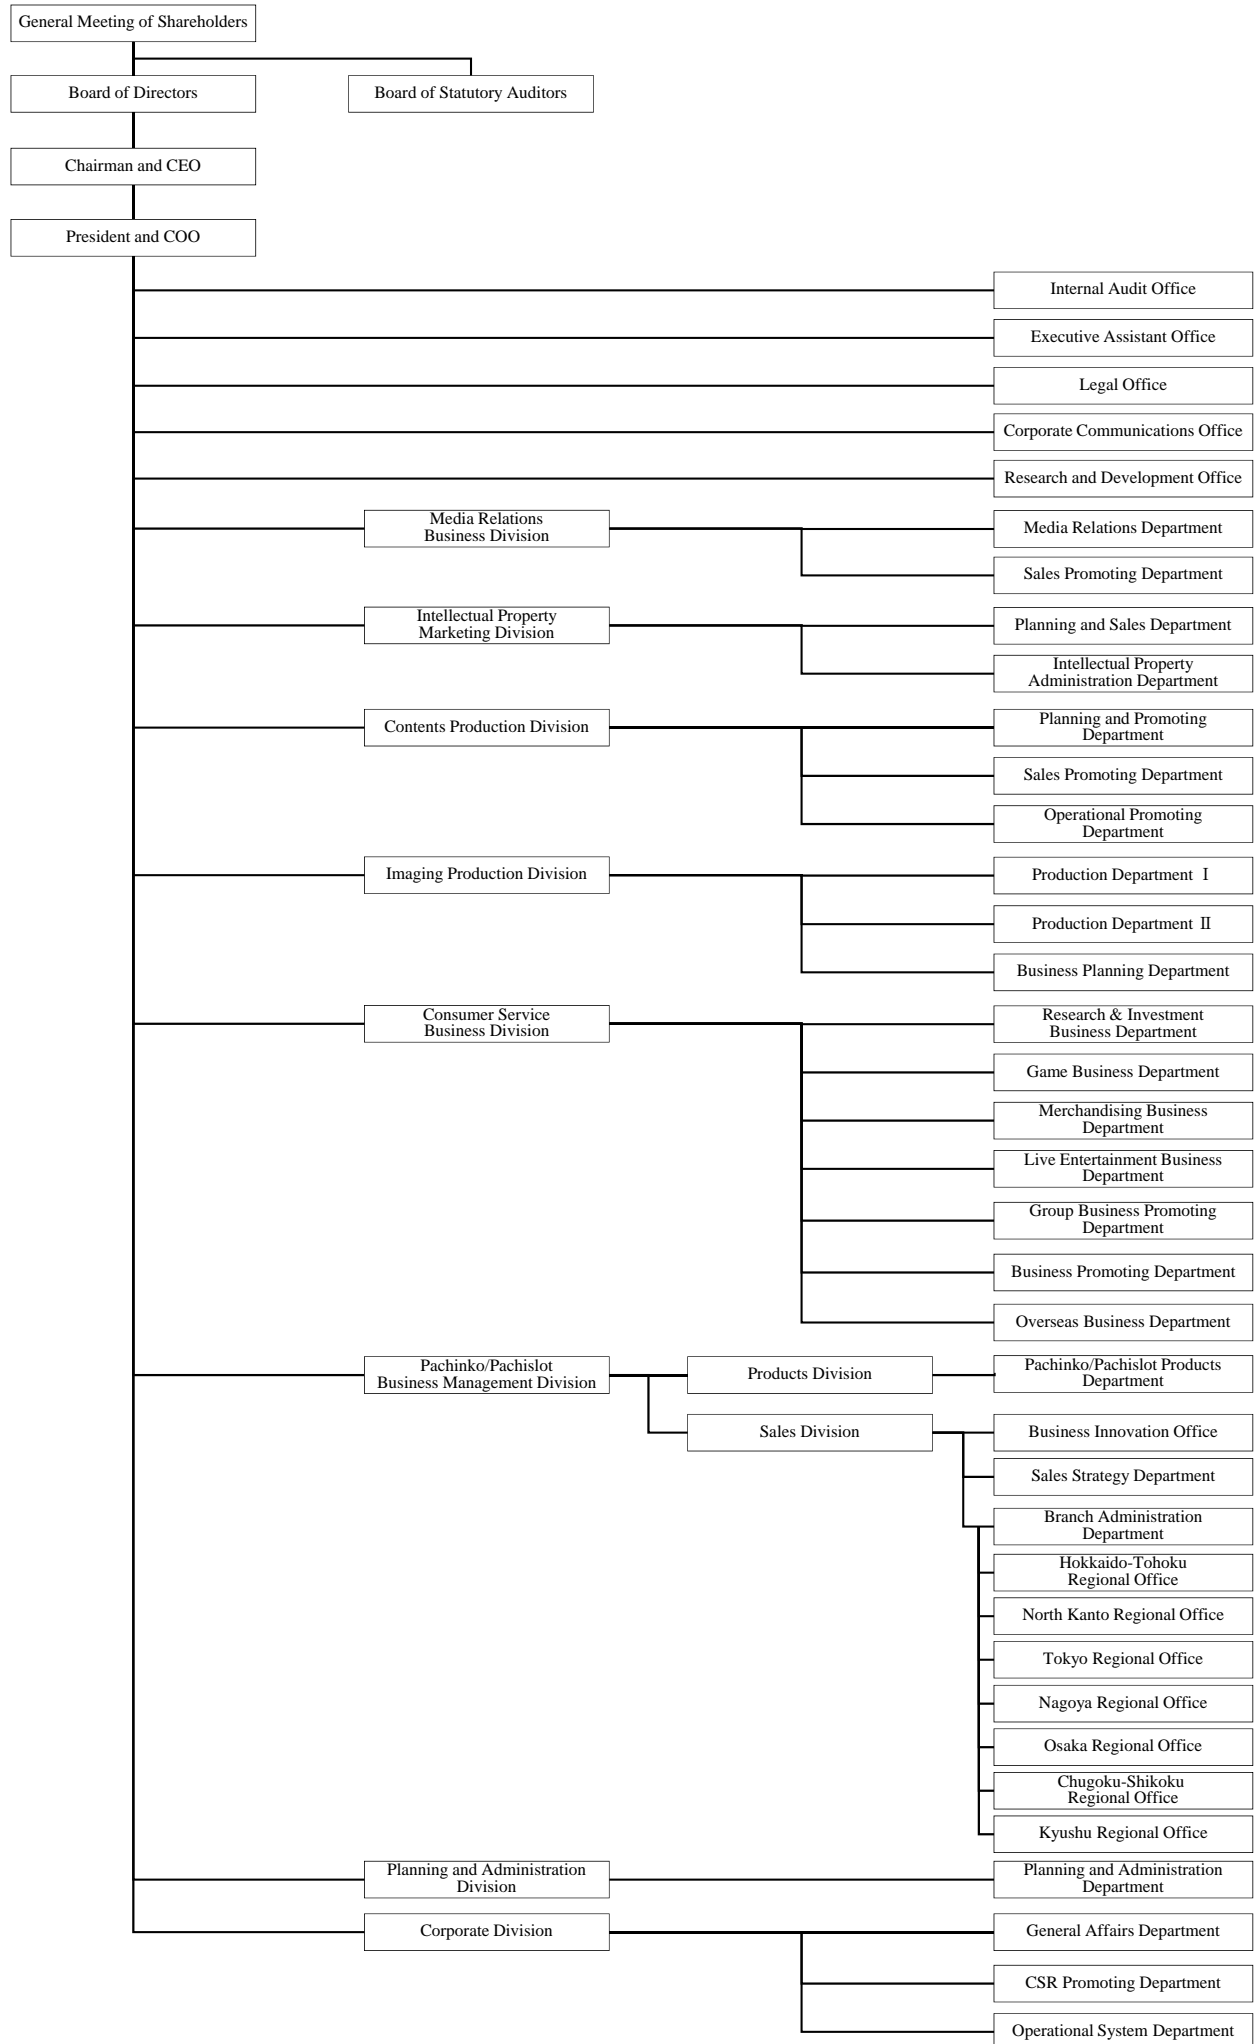 General Meeting of Shareholders
Board of Directors
Board of Statutory Auditors
Chairman and CEO
President and COO
Internal Audit Office
Executive Assistant Office
Legal Office
Corporate Communications Office
Research and Development Office
Media Relations
Business Division
Media Relations Department
Sales Promoting Department
Intellectual Property
Marketing Division
Planning and Sales Department
Intellectual Property
Administration Department
Contents Production Division
Planning and Promoting
Department
Sales Promoting Department
Operational Promoting
Department
Imaging Production Division
Production Department Ⅰ
Production Department Ⅱ
Business Planning Department
Consumer Service
Business Division
Research & Investment
Business Department
Game Business Department
Merchandising Business
Department
Live Entertainment Business
Department
Group Business Promoting
Department
Business Promoting Department
Overseas Business Department
Pachinko/Pachislot
Business Management Division
Products Division
Pachinko/Pachislot Products
Department
Sales Division
Business Innovation Office
Sales Strategy Department
Branch Administration
Department
Hokkaido-Tohoku
Regional Office
North Kanto Regional Office
Tokyo Regional Office
Nagoya Regional Office
Osaka Regional Office
Chugoku-Shikoku
Regional Office
Kyushu Regional Office
Planning and Administration
Division
Planning and Administration
Department
Corporate Division
General Affairs Department
CSR Promoting Department
Operational System Department